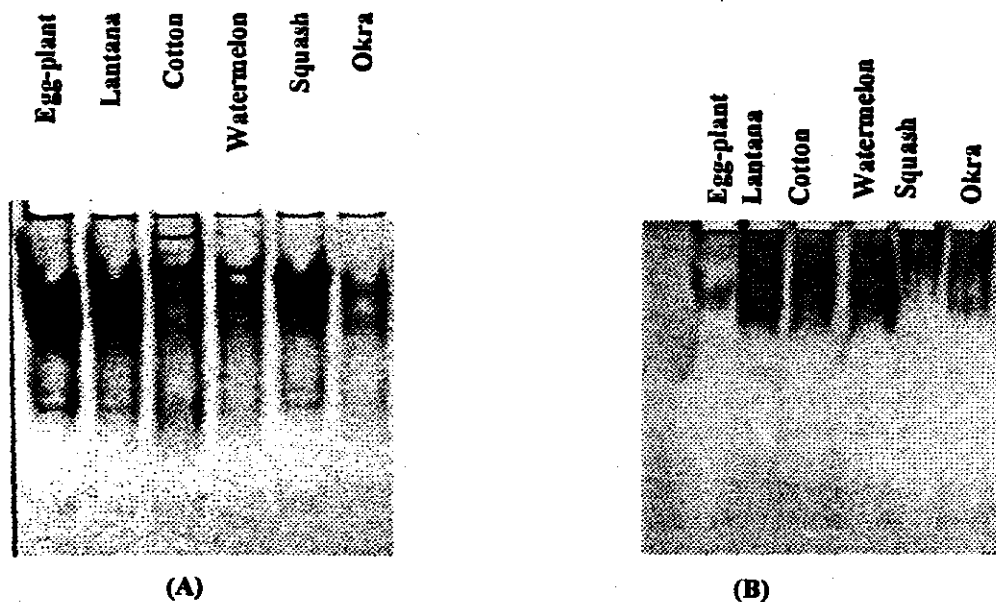 Egg-plant
Lantana
Cotton
Watermelon
Squash
Okra
Egg-plant
Lantana
Cotton
Watermelon
Squash
Okra
(A)
(B)